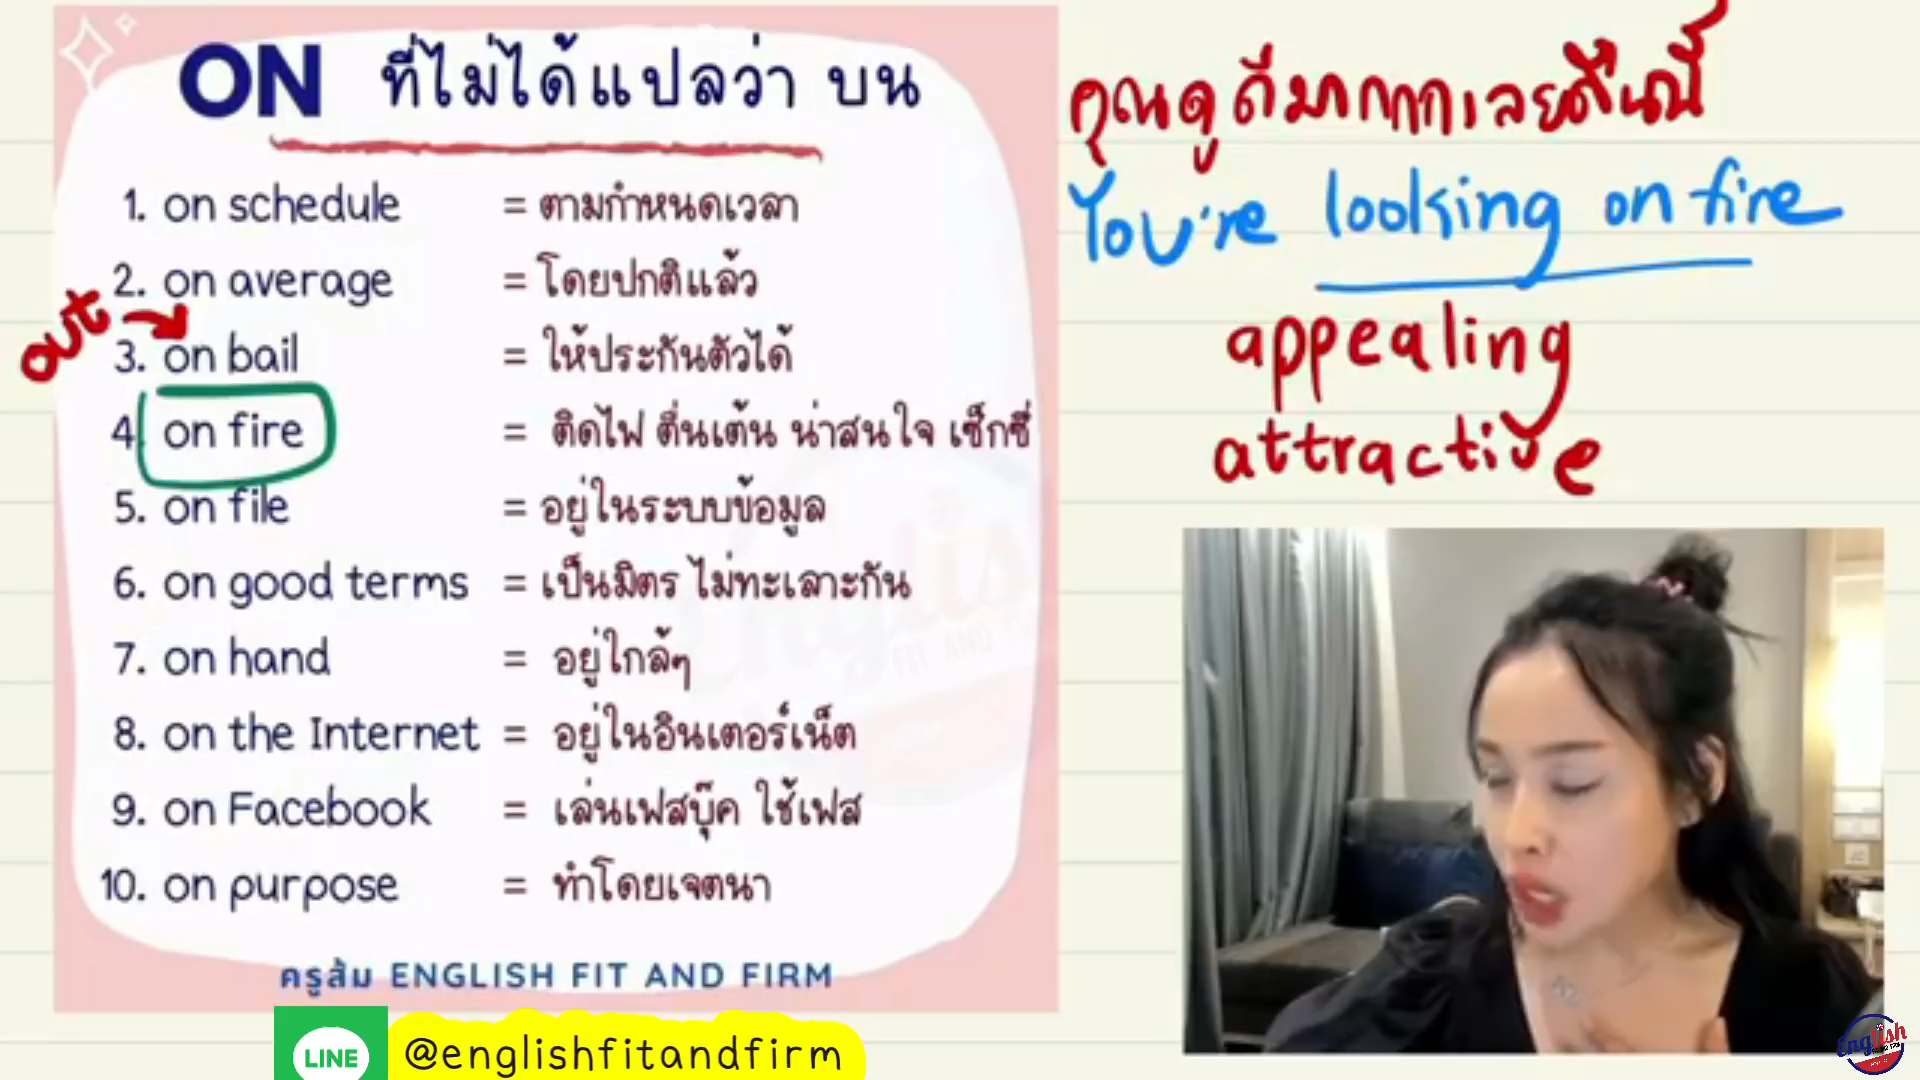 ON ที่ไม่ได้แปลว่า บน
1. on schedule = ตามกำหนดเวลา
2. on average = โดยปกติแล้ว
out
3. on bail = ให้ประกันตัวได้
4. on fire = ติดไฟ ตื่นเต้น น่าสนใจ เซ็กซี่
5. on file = อยู่ในระบบข้อมูล
6. on good terms = เป็นมิตร ไม่ทะเลาะกัน
7. on hand = อยู่ใกล้ๆ
8. on the Internet = อยู่ในอินเตอร์เน็ต
9. on Facebook = เล่นเฟสบุ๊ค ใช้เฟส
10. on purpose = ทำโดยเจตนา
ครูส้ม ENGLISH FIT AND FIRM
LINE @englishfitandfirm
คุณดูดีมากกกกเลยคืนนี้
You're looking on fire
appealing
attractive
English